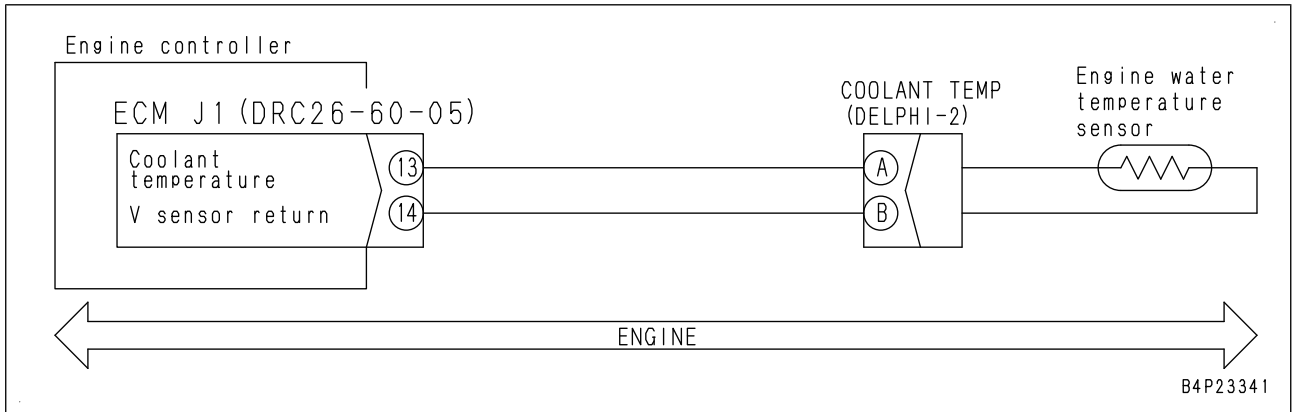 Engine controller
ECM J1(DRC26-60-05)
Coolant
temperature
V sensor return
13
14
COOLANT TEMP
(DELPHI-2)
A
B
Engine water
temperature
sensor
ENGINE
B4P23341